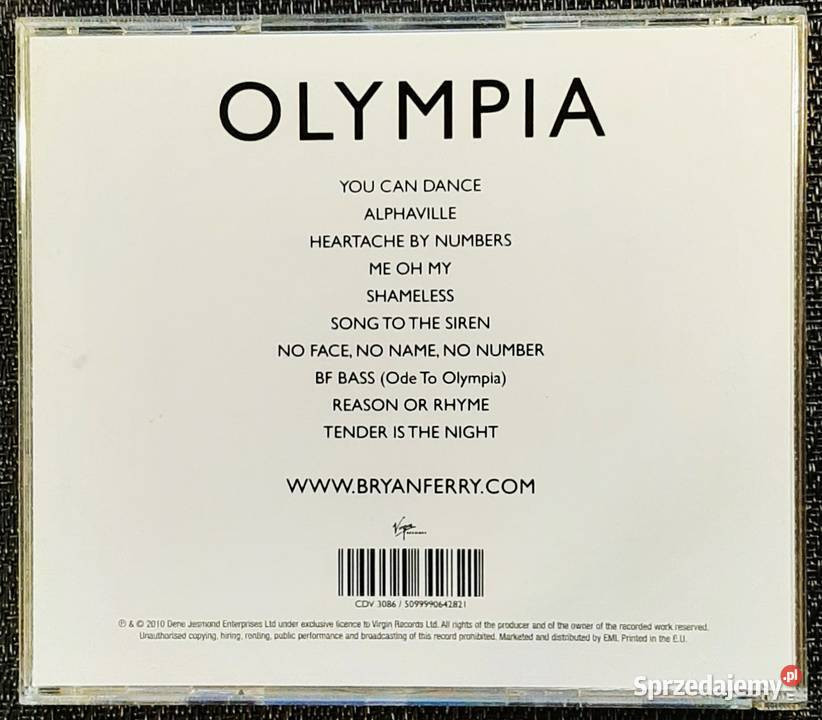 OLYMPIA
YOU CAN DANCE
ALPHAVILLE
HEARTACHE BY NUMBERS
ME OH MY
SHAMELESS
SONG TO THE SIREN
NO FACE, NO NAME, NO NUMBER
BF BASS (Ode To Olympia)
REASON OR RHYME
TENDER IS THE NIGHT
WWW.BRYANFERRY.COM
Virgin
RECORDS
CDV 3086 / 5099990642821
℗ & © 2010 Dene Jesmond Enterprises Ltd under exclusive licence to Virgin Records Ltd. All rights of the producer and of the owner of the recorded work reserved.
Unauthorised copying, hiring, renting, public performance and broadcasting of this record prohibited. Marketed and distributed by EMI. Printed in the E.U.
Sprzedajemy.pl